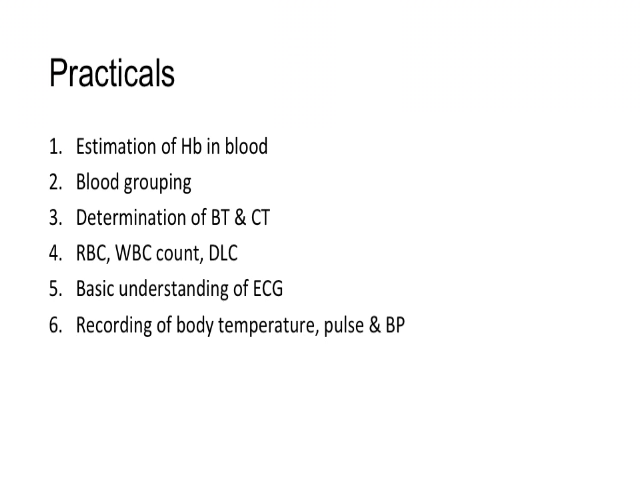 Practicals
1. Estimation of Hb in blood
2. Blood grouping
3. Determination of BT & CT
4. RBC, WBC count, DLC
5. Basic understanding of ECG
6. Recording of body temperature, pulse & BP